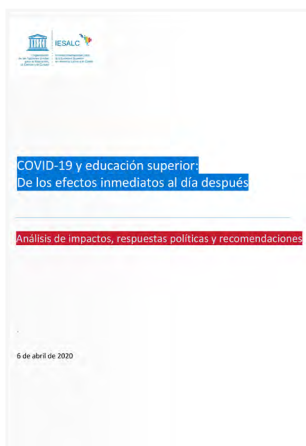 IESALC
COVID-19 y educación superior:
De los efectos inmediatos al día después
Análisis de impactos, respuestas políticas y recomendaciones
6 de abril de 2020